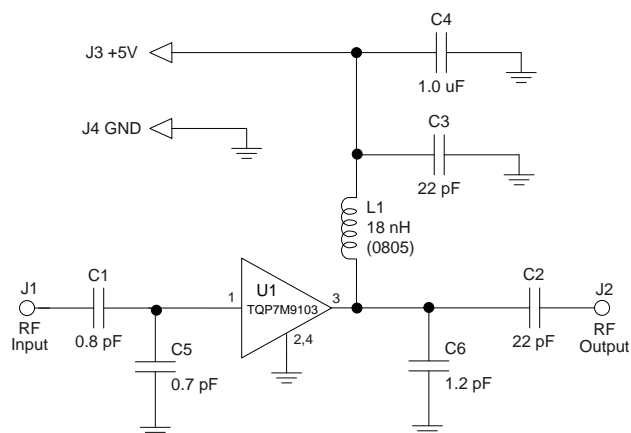 C4
J3 +5V
1.0 uF
C3
J4 GND
22 pF
L1
18 nH
(0805)
J1
C1
U1
C2
J2
1
TQP7M9103
3
RF
Input
0.8 pF
2,4
22 pF
RF
Output
C5
0.7 pF
C6
1.2 pF